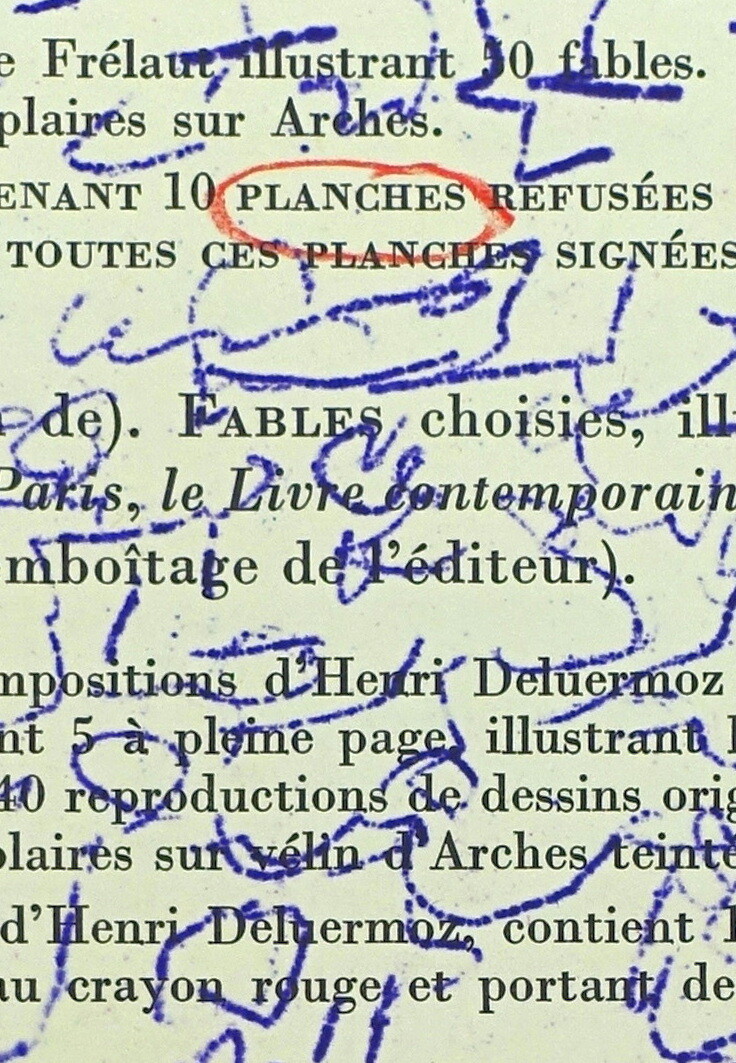 e Frélaut illustrant 50 fables.
plaires sur Arches.
ENANT 10 PLANCHES REFUSÉES
TOUTES CES PLANCHES SIGNÉES
de). FABLES choisies, ill
Paris, le Livre contemporain
mboîtage de l'éditeur).
mpositions d'Henri Deluermoz
nt 5 à pleine page, illustrant l
40 reproductions de dessins orig
plaires sur vélin d'Arches teinté
d'Henri Deluermoz, contient 1
au crayon rouge et portant de